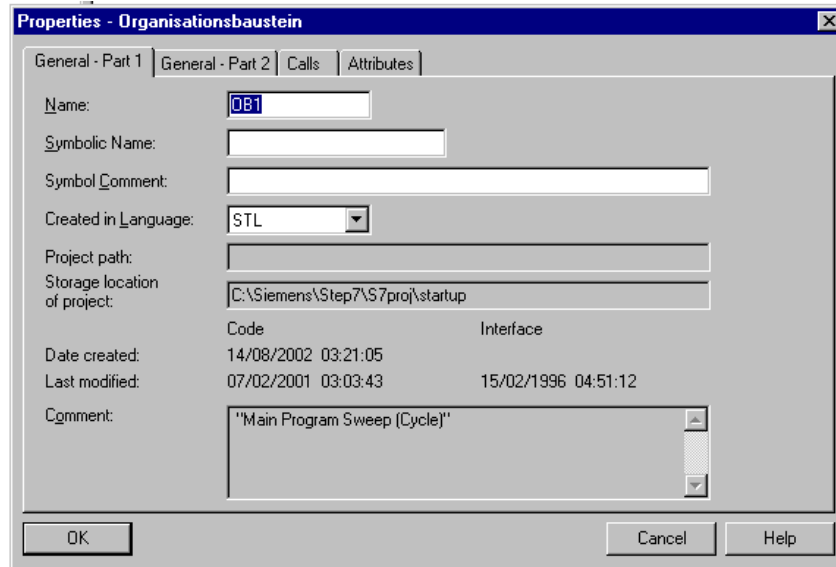 Properties - Organisationsbaustein
General - Part 1 General - Part 2 Calls Attributes
Name: OB1
Symbolic Name:
Symbol Comment:
Created in Language: STL
Project path:
Storage location
of project: C:\Siemens\Step7\S7proj\startup
Code Interface
Date created: 14/08/2002 03:21:05
Last modified: 07/02/2001 03:03:43 15/02/1996 04:51:12
Comment: "Main Program Sweep (Cycle)"
OK Cancel Help